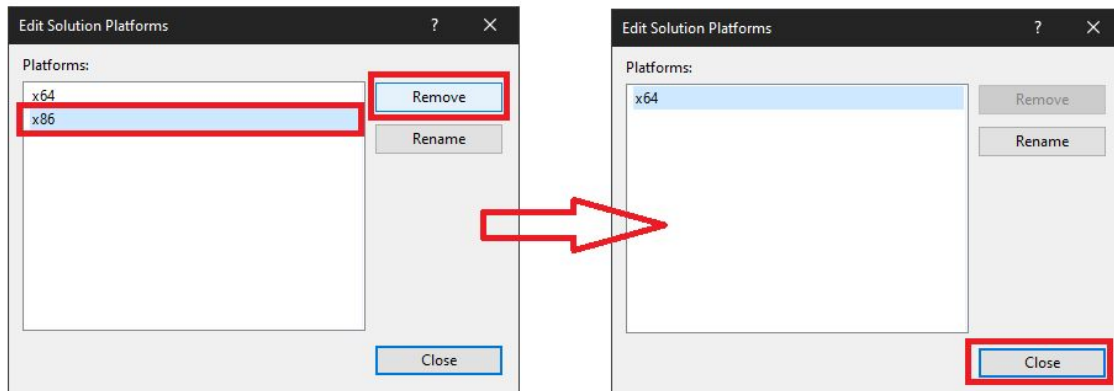 Edit Solution Platforms ? ×
Platforms:
x64
x86
Remove
Rename
Close
Edit Solution Platforms ? ×
Platforms:
x64
Remove
Rename
Close